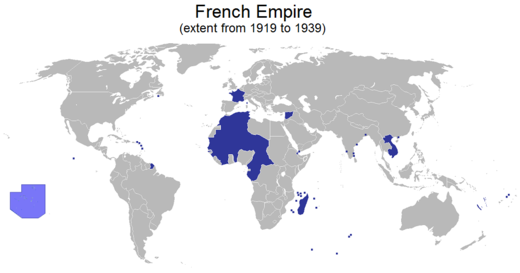 French Empire
(extent from 1919 to 1939)